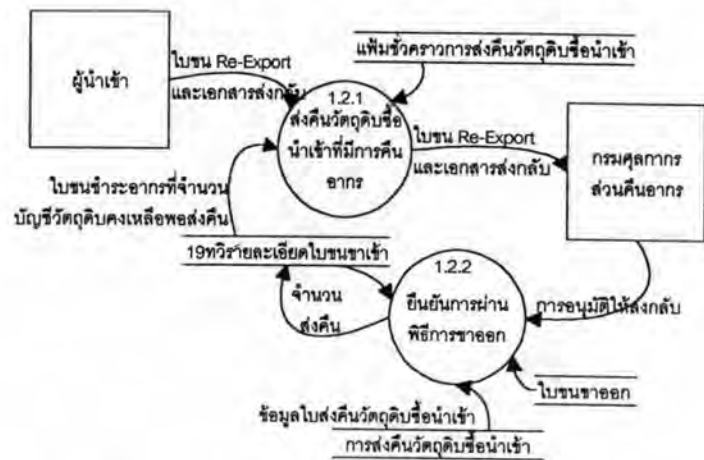 แฟ้มชั่วคราวการส่งคืนวัตถุดิบซื้อนำเข้า
ผู้นำเข้า
ใบขน Re-Export
และเอกสารส่งกลับ
1.2.1
ส่งคืนวัตถุดิบซื้อ
นำเข้าที่มีการคืน
อากร
ใบขน Re-Export
และเอกสารส่งกลับ
กรมศุลกากร
ส่วนคืนอากร
ใบขนชำระอากรที่จำนวน
บัญชีวัตถุดิบคงเหลือพอส่งคืน
19ทวิรายละเอียดใบขนขาเข้า
จำนวน
ส่งคืน
1.2.2
ยืนยันการผ่าน
พิธีการขาออก
การอนุมัติให้ส่งกลับ
ใบขนขาออก
ข้อมูลใบส่งคืนวัตถุดิบซื้อนำเข้า
การส่งคืนวัตถุดิบซื้อนำเข้า